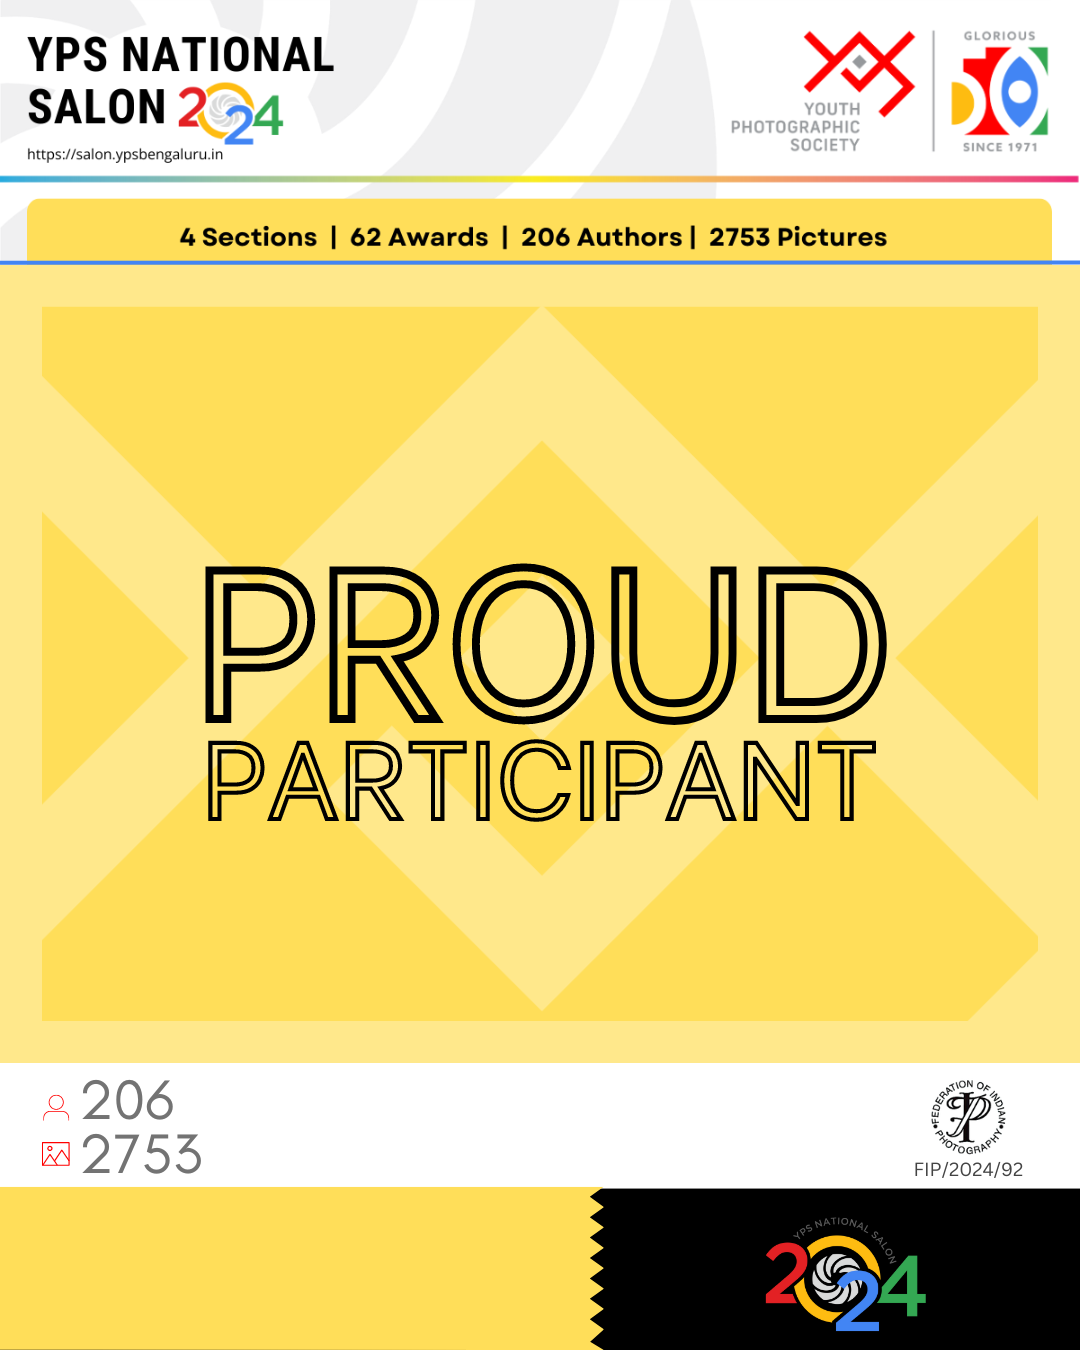 YPS NATIONAL
SALON 2024
https://salon.ypsbengaluru.in
YOUTH
PHOTOGRAPHIC
SOCIETY
GLORIOUS
50
SINCE 1971
4 Sections | 62 Awards | 206 Authors | 2753 Pictures
PROUD
PARTICIPANT
206
2753
FEDERATION OF INDIAN
PHOTOGRAPHY
FIP/2024/92
YPS NATIONAL SALON
2024